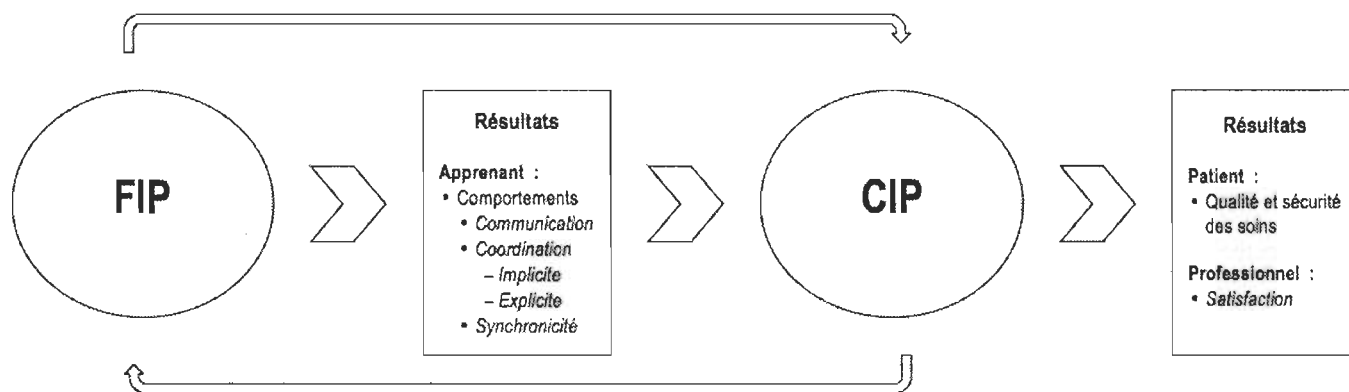 FIP
Résultats
Apprenant :
• Comportements
• Communication
• Coordination
– Implicite
– Explicite
• Synchronicité
CIP
Résultats
Patient :
• Qualité et sécurité
des soins
Professionnel :
• Satisfaction